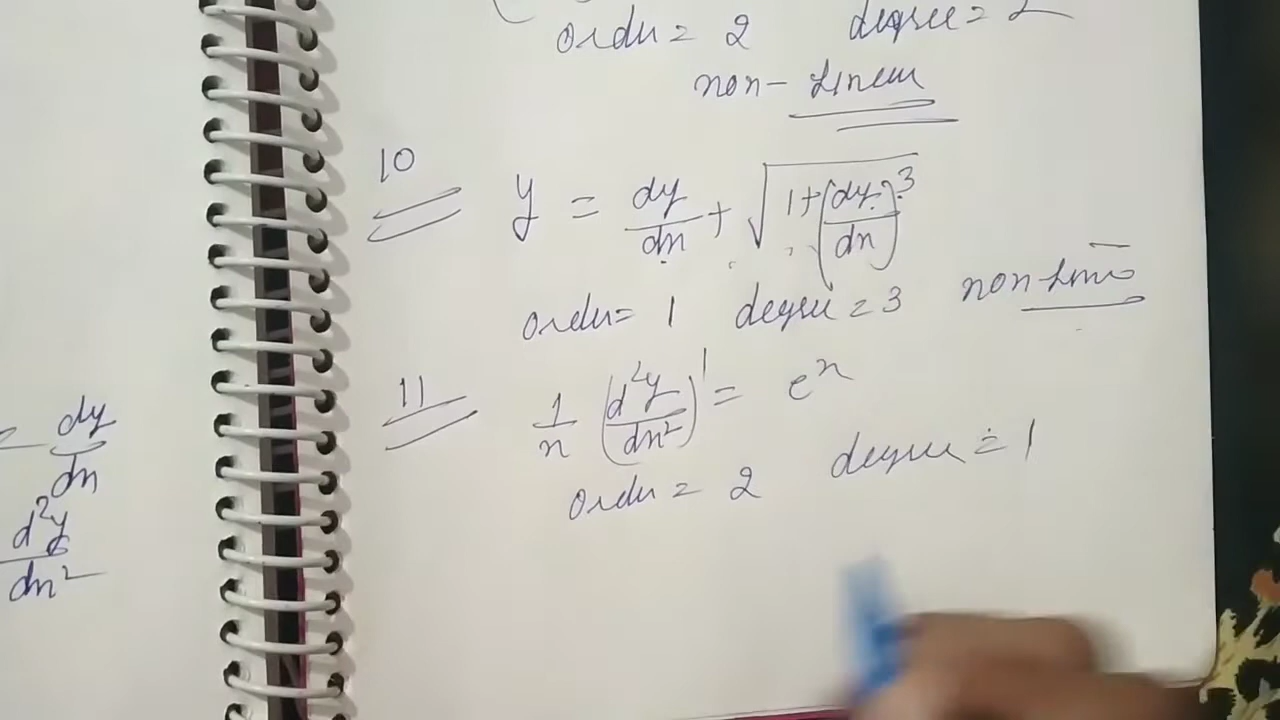 order = 2 degree = 2
non-linear
10
y = dy/dx + √(1+(dy/dx)³)
order = 1 degree = 3 non-linear
11
1/x (d²y/dx²)¹ = eˣ
order = 2 degree = 1
= dy/dx
d²y/dx²